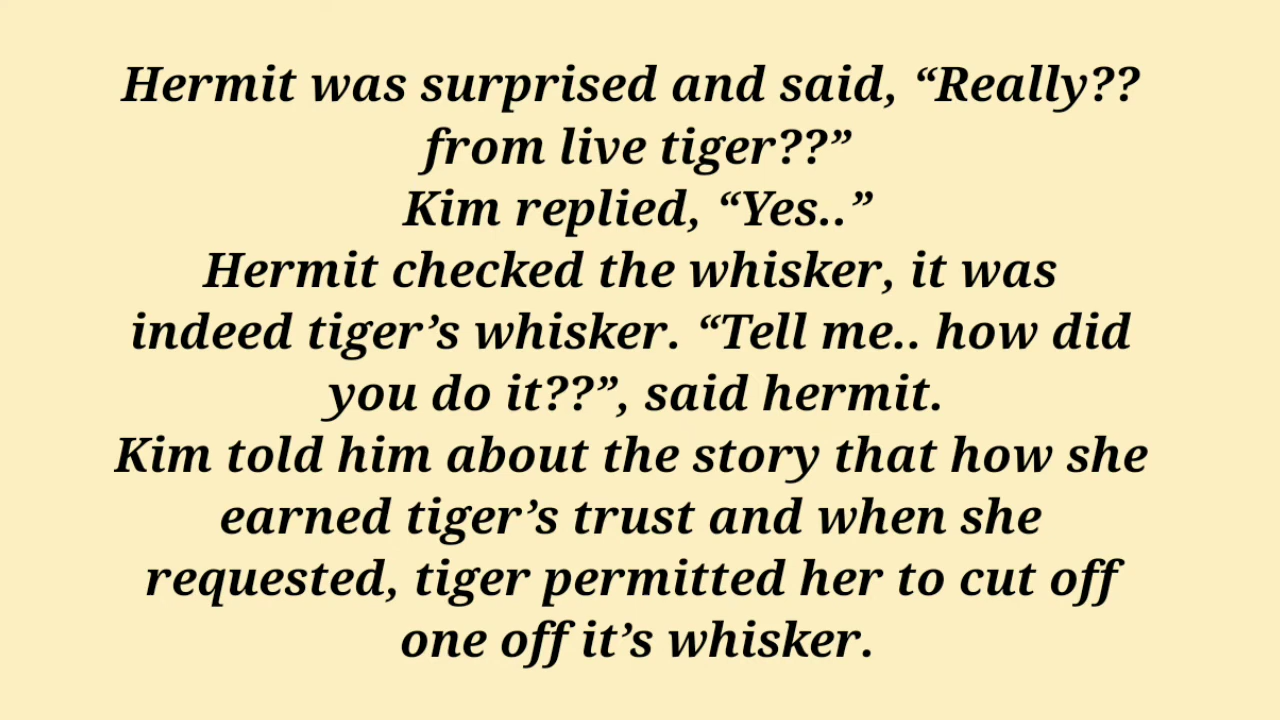 Hermit was surprised and said, “Really??
from live tiger??”
Kim replied, “Yes..”
Hermit checked the whisker, it was
indeed tiger’s whisker. “Tell me.. how did
you do it??”, said hermit.
Kim told him about the story that how she
earned tiger’s trust and when she
requested, tiger permitted her to cut off
one off it’s whisker.